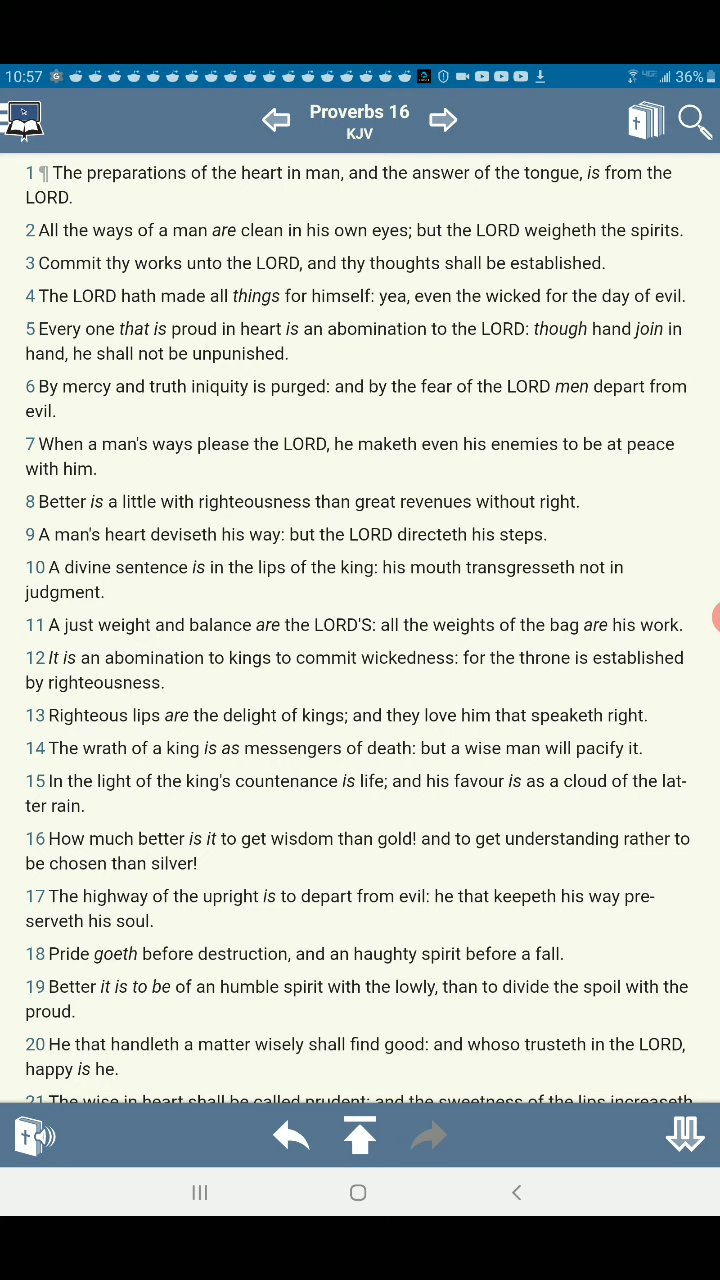 10:57
36%
Proverbs 16
KJV
1 ¶ The preparations of the heart in man, and the answer of the tongue, is from the
LORD.
2 All the ways of a man are clean in his own eyes; but the LORD weigheth the spirits.
3 Commit thy works unto the LORD, and thy thoughts shall be established.
4 The LORD hath made all things for himself: yea, even the wicked for the day of evil.
5 Every one that is proud in heart is an abomination to the LORD: though hand join in
hand, he shall not be unpunished.
6 By mercy and truth iniquity is purged: and by the fear of the LORD men depart from
evil.
7 When a man's ways please the LORD, he maketh even his enemies to be at peace
with him.
8 Better is a little with righteousness than great revenues without right.
9 A man's heart deviseth his way: but the LORD directeth his steps.
10 A divine sentence is in the lips of the king: his mouth transgresseth not in
judgment.
11 A just weight and balance are the LORD'S: all the weights of the bag are his work.
12 It is an abomination to kings to commit wickedness: for the throne is established
by righteousness.
13 Righteous lips are the delight of kings; and they love him that speaketh right.
14 The wrath of a king is as messengers of death: but a wise man will pacify it.
15 In the light of the king's countenance is life; and his favour is as a cloud of the lat-
ter rain.
16 How much better is it to get wisdom than gold! and to get understanding rather to
be chosen than silver!
17 The highway of the upright is to depart from evil: he that keepeth his way pre-
serveth his soul.
18 Pride goeth before destruction, and an haughty spirit before a fall.
19 Better it is to be of an humble spirit with the lowly, than to divide the spoil with the
proud.
20 He that handleth a matter wisely shall find good: and whoso trusteth in the LORD,
happy is he.
21 The wise in heart shall be called prudent: and the sweetness of the lips increaseth